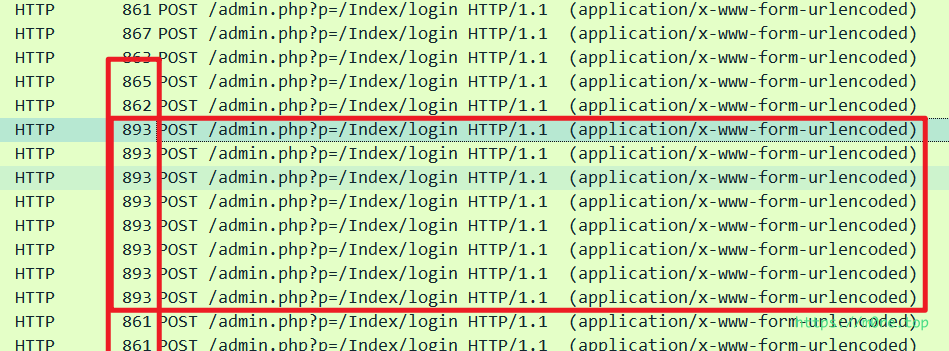 HTTP 861 POST /admin.php?p=/Index/login HTTP/1.1 (application/x-www-form-urlencoded)
HTTP 867 POST /admin.php?p=/Index/login HTTP/1.1 (application/x-www-form-urlencoded)
HTTP 863 POST /admin.php?p=/Index/login HTTP/1.1 (application/x-www-form-urlencoded)
HTTP 865 POST /admin.php?p=/Index/login HTTP/1.1 (application/x-www-form-urlencoded)
HTTP 862 POST /admin.php?p=/Index/login HTTP/1.1 (application/x-www-form-urlencoded)
HTTP 893 POST /admin.php?p=/Index/login HTTP/1.1 (application/x-www-form-urlencoded)
HTTP 893 POST /admin.php?p=/Index/login HTTP/1.1 (application/x-www-form-urlencoded)
HTTP 893 POST /admin.php?p=/Index/login HTTP/1.1 (application/x-www-form-urlencoded)
HTTP 893 POST /admin.php?p=/Index/login HTTP/1.1 (application/x-www-form-urlencoded)
HTTP 893 POST /admin.php?p=/Index/login HTTP/1.1 (application/x-www-form-urlencoded)
HTTP 893 POST /admin.php?p=/Index/login HTTP/1.1 (application/x-www-form-urlencoded)
HTTP 893 POST /admin.php?p=/Index/login HTTP/1.1 (application/x-www-form-urlencoded)
HTTP 893 POST /admin.php?p=/Index/login HTTP/1.1 (application/x-www-form-urlencoded)
HTTP 861 POST /admin.php?p=/Index/login HTTP/1.1 (application/x-www-form-urlencoded)
HTTP 861 POST /admin.php?p=/Index/login HTTP/1.1 (application/x-www-form-urlencoded)